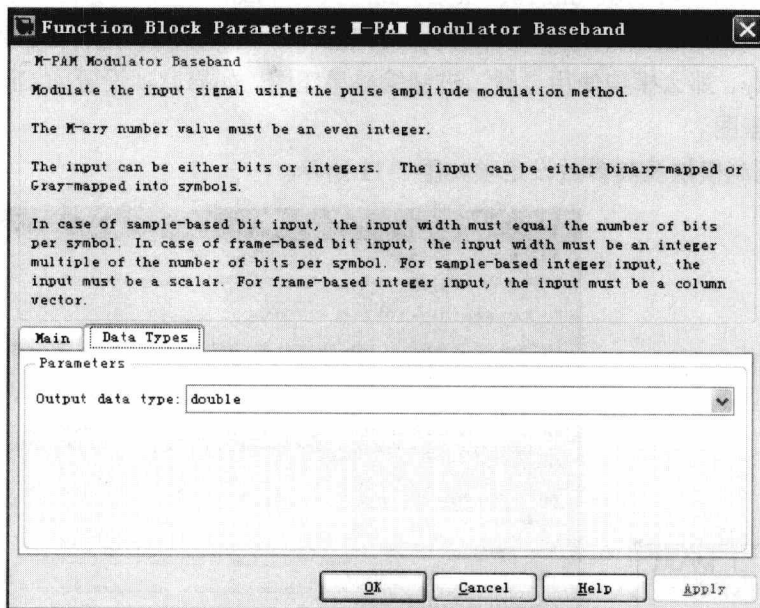 Function Block Parameters: M-PAM Modulator Baseband
M-PAM Modulator Baseband
Modulate the input signal using the pulse amplitude modulation method.
The M-ary number value must be an even integer.
The input can be either bits or integers. The input can be either binary-mapped or
Gray-mapped into symbols.
In case of sample-based bit input, the input width must equal the number of bits
per symbol. In case of frame-based bit input, the input width must be an integer
multiple of the number of bits per symbol. For sample-based integer input, the
input must be a scalar. For frame-based integer input, the input must be a column
vector.
Main Data Types
Parameters
Output data type: double
OK Cancel Help Apply